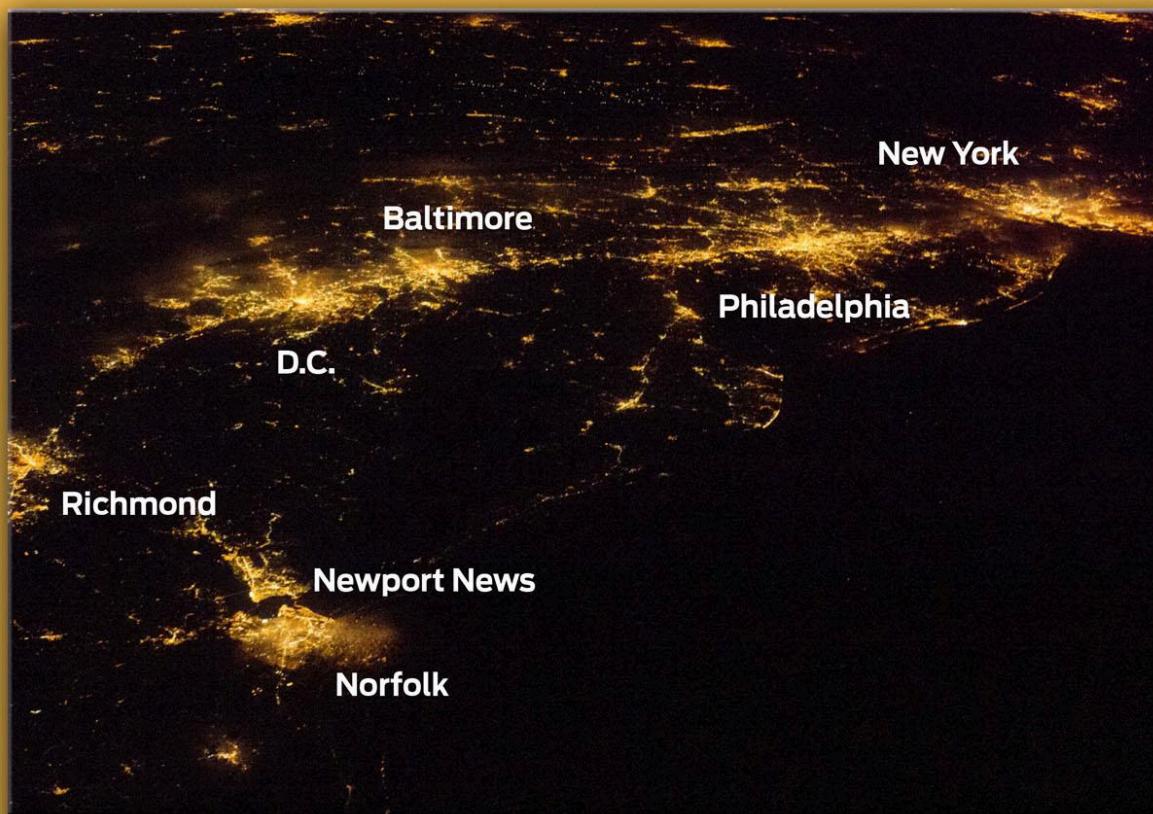 New York
Baltimore
Philadelphia
D.C.
Richmond
Newport News
Norfolk